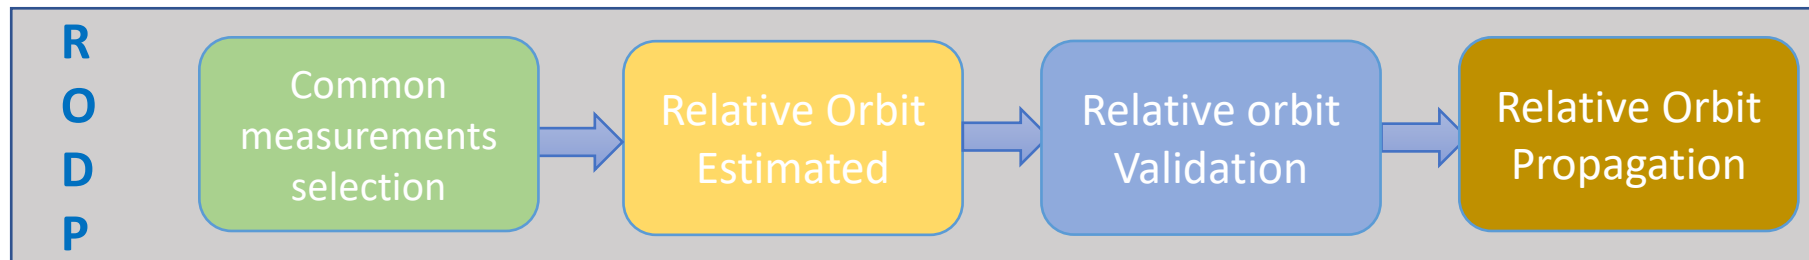 R
O
D
P
Common
measurements
selection
Relative Orbit
Estimated
Relative orbit
Validation
Relative Orbit
Propagation